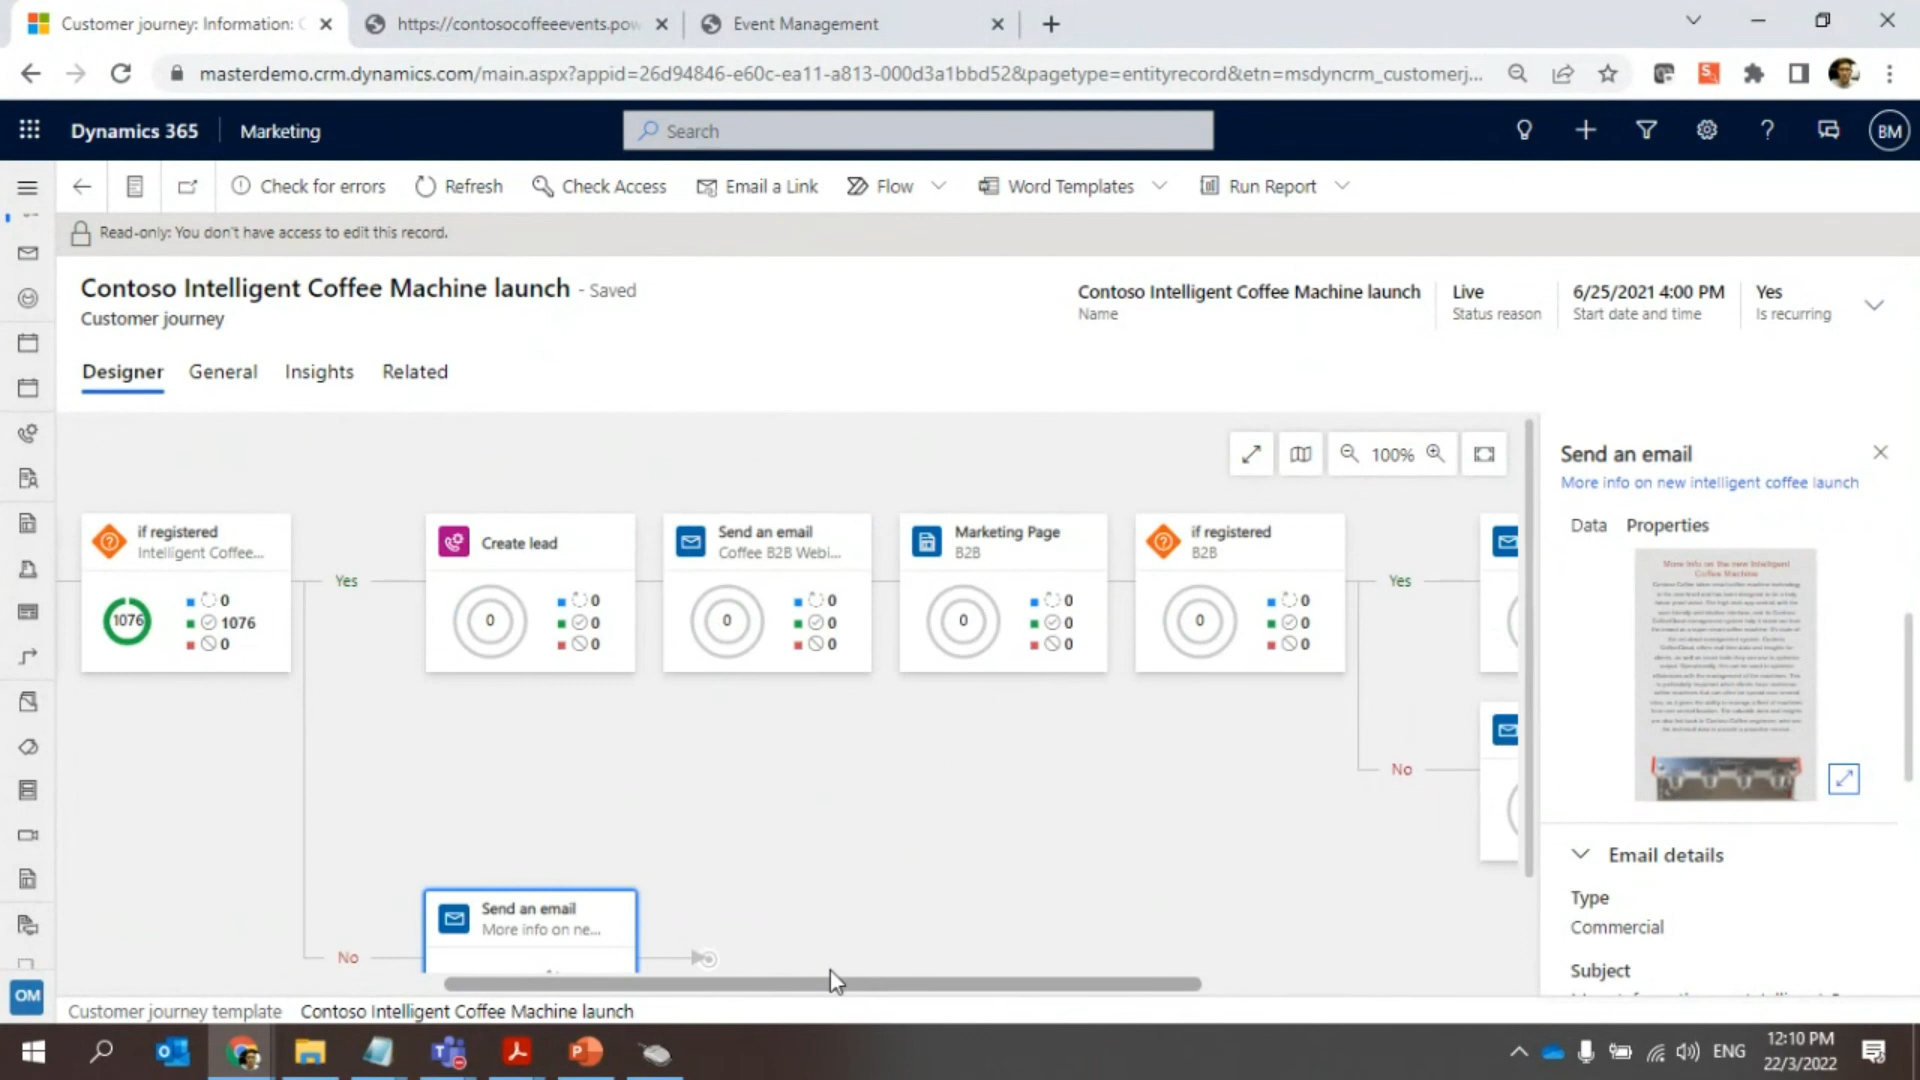 Customer journey: Information: C
https://contosocoffeeevents.pow
Event Management
masterdemo.crm.dynamics.com/main.aspx?appid=26d94846-e60c-ea11-a813-000d3a1bbd52&pagetype=entityrecord&etn=msdyncrm_customerj...
Dynamics 365
Marketing
Search
BM
Check for errors
Refresh
Check Access
Email a Link
Flow
Word Templates
Run Report
Read-only: You don't have access to edit this record.
Contoso Intelligent Coffee Machine launch - Saved
Customer journey
Contoso Intelligent Coffee Machine launch
Name
Live
Status reason
6/25/2021 4:00 PM
Start date and time
Yes
Is recurring
Designer
General
Insights
Related
100%
if registered
Intelligent Coffee...
1076
0
1076
0
Yes
Create lead
0
0
0
0
Send an email
Coffee B2B Webi...
0
0
0
0
Marketing Page
B2B
0
0
0
0
if registered
B2B
0
0
0
0
Yes
No
No
Send an email
More info on ne...
Send an email
More info on new intelligent coffee launch
Data
Properties
More Info on the new Intelligent
Coffee Machine
Email details
Type
Commercial
Subject
OM
Customer journey template
Contoso Intelligent Coffee Machine launch
ENG
12:10 PM
22/3/2022